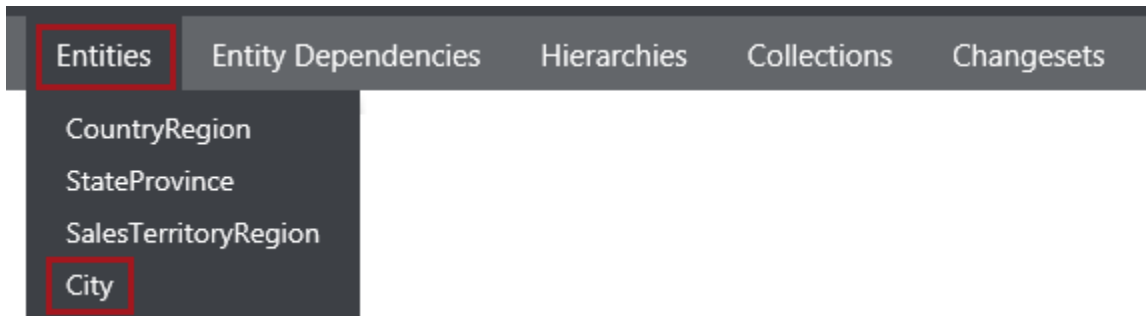 Entities Entity Dependencies Hierarchies Collections Changesets
CountryRegion
StateProvince
SalesTerritoryRegion
City